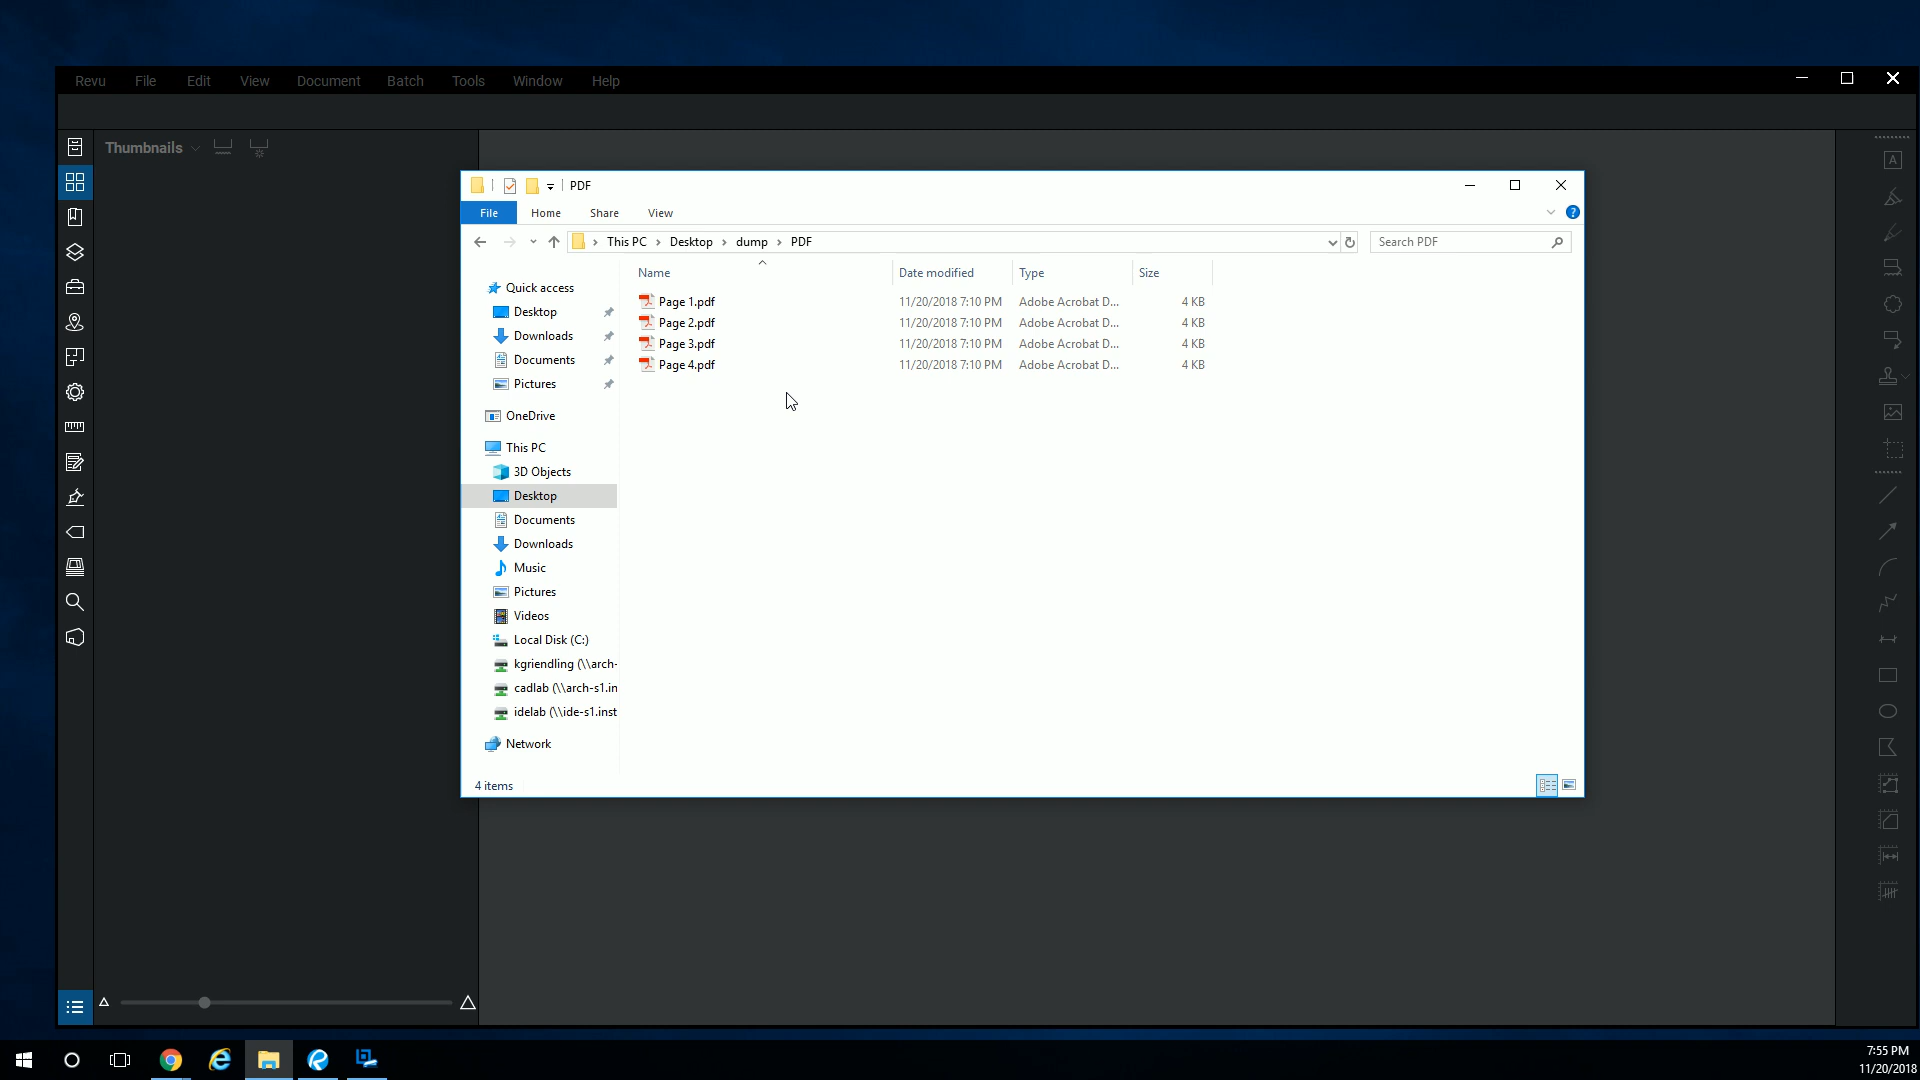 Revu File Edit View Document Batch Tools Window Help
Thumbnails
PDF
File Home Share View
This PC Desktop dump PDF
Search PDF
Name Date modified Type Size
Quick access
Desktop
Downloads
Documents
Pictures
OneDrive
This PC
3D Objects
Desktop
Documents
Downloads
Music
Pictures
Videos
Local Disk (C:)
kgriendling (\\arch-
cadlab (\\arch-s1.in
idelab (\\ide-s1.inst
Network
Page 1.pdf 11/20/2018 7:10 PM Adobe Acrobat D... 4 KB
Page 2.pdf 11/20/2018 7:10 PM Adobe Acrobat D... 4 KB
Page 3.pdf 11/20/2018 7:10 PM Adobe Acrobat D... 4 KB
Page 4.pdf 11/20/2018 7:10 PM Adobe Acrobat D... 4 KB
4 items
7:55 PM
11/20/2018